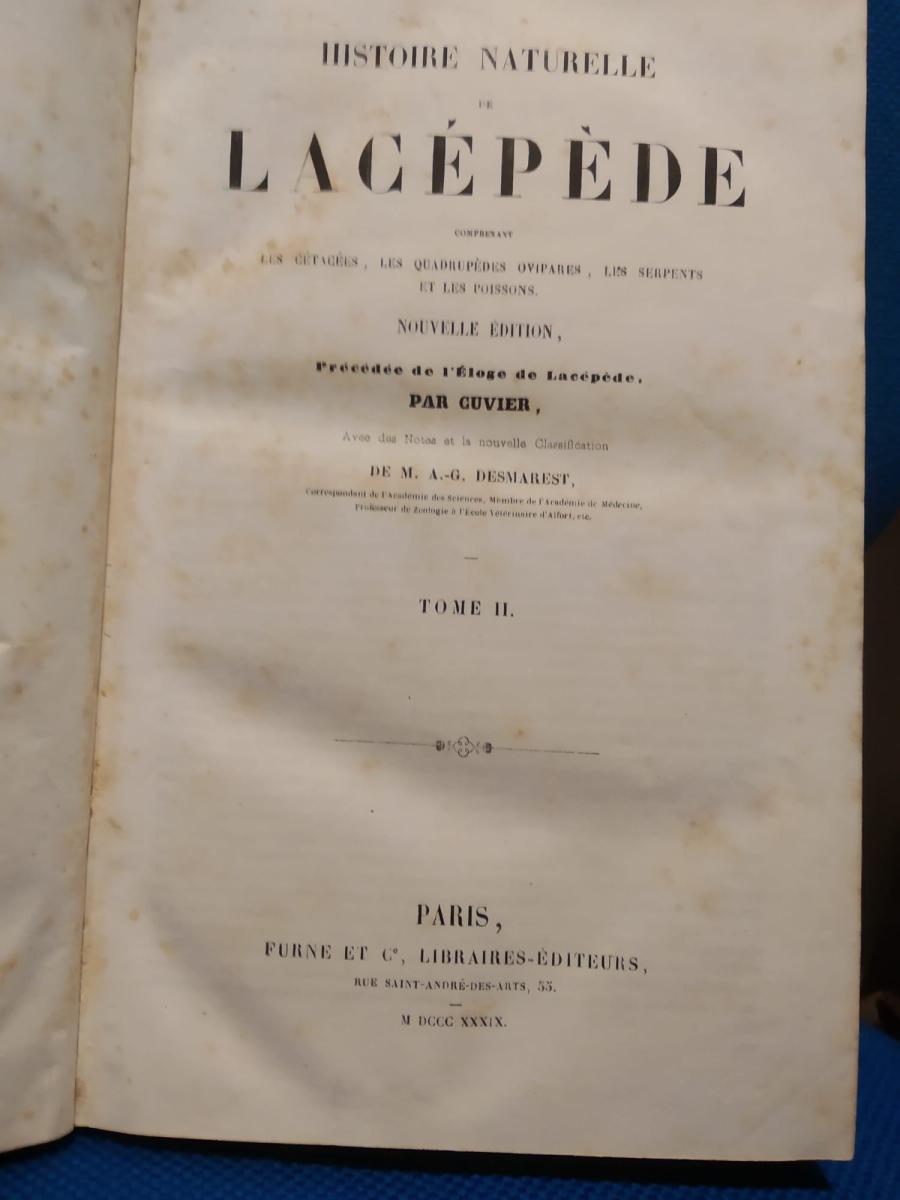 HISTOIRE NATURELLE
DE
LACÉPÈDE
COMPRENANT
LES CÉTACÉES, LES QUADRUPÈDES OVIPARES, LES SERPENTS
ET LES POISSONS.
NOUVELLE ÉDITION,
Précédée de l'Éloge de Lacépède,
PAR CUVIER,
Avec des Notes et la nouvelle Classification
DE M. A.-G. DESMAREST,
Correspondant de l'Académie des Sciences, Membre de l'Académie de Médecine,
Professeur de Zoologie à l'École Vétérinaire d'Alfort, etc.
TOME II.
PARIS,
FURNE ET Ce, LIBRAIRES-ÉDITEURS,
RUE SAINT-ANDRÉ-DES-ARTS, 55.
M DCCC XXXIX.